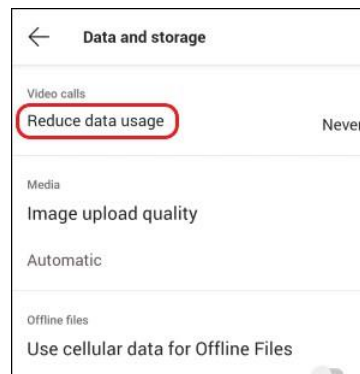 Data and storage
Video calls
Reduce data usage
Never
Media
Image upload quality
Automatic
Offline files
Use cellular data for Offline Files